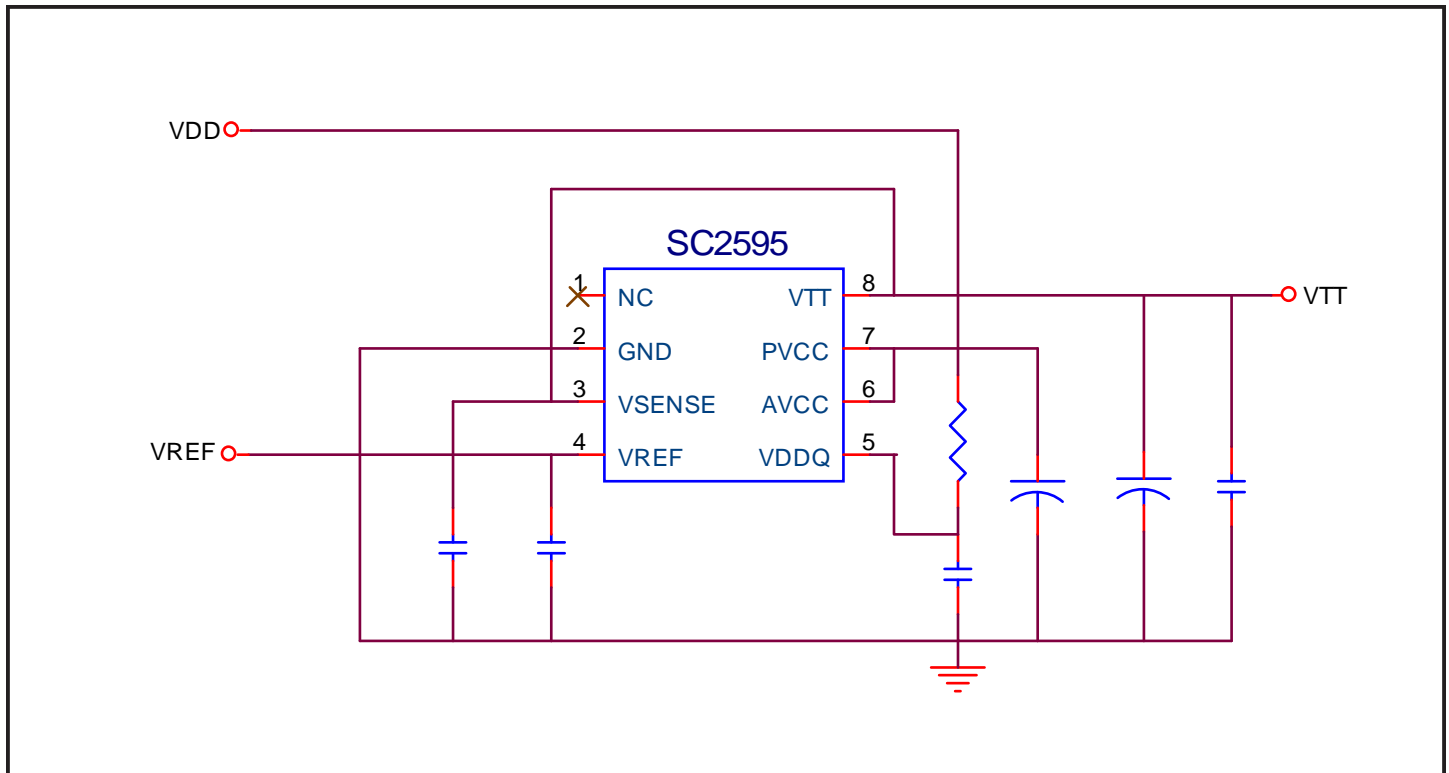 VDD
SC2595
1 NC VTT 8 VTT
2 GND PVCC 7
3 VSENSE AVCC 6
VREF 4 VREF VDDQ 5